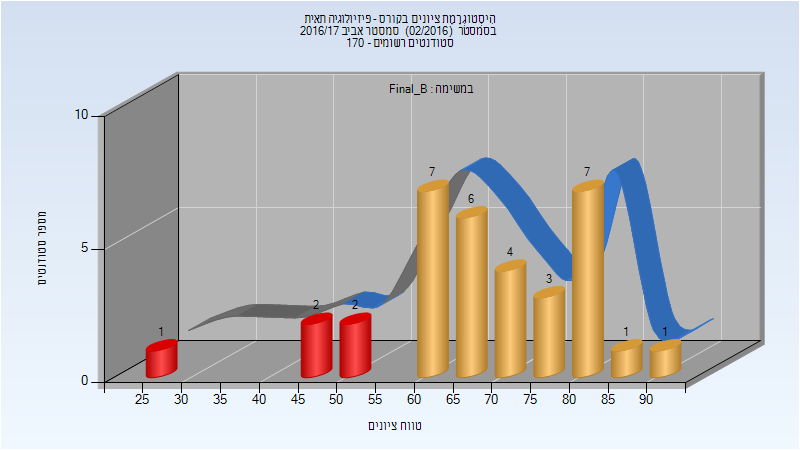 היסטוגרמת ציונים בקורס - פיזיולוגיה תאית
בסמסטר (02/2016) סמסטר אביב 2016/17
סטודנטים רשומים - 170
במשימה : Final_B
10
5
0
מספר סטודנטים
1 2 2 7 6 4 3 7 1 1
25 30 35 40 45 50 55 60 65 70 75 80 85 90
טווח ציונים